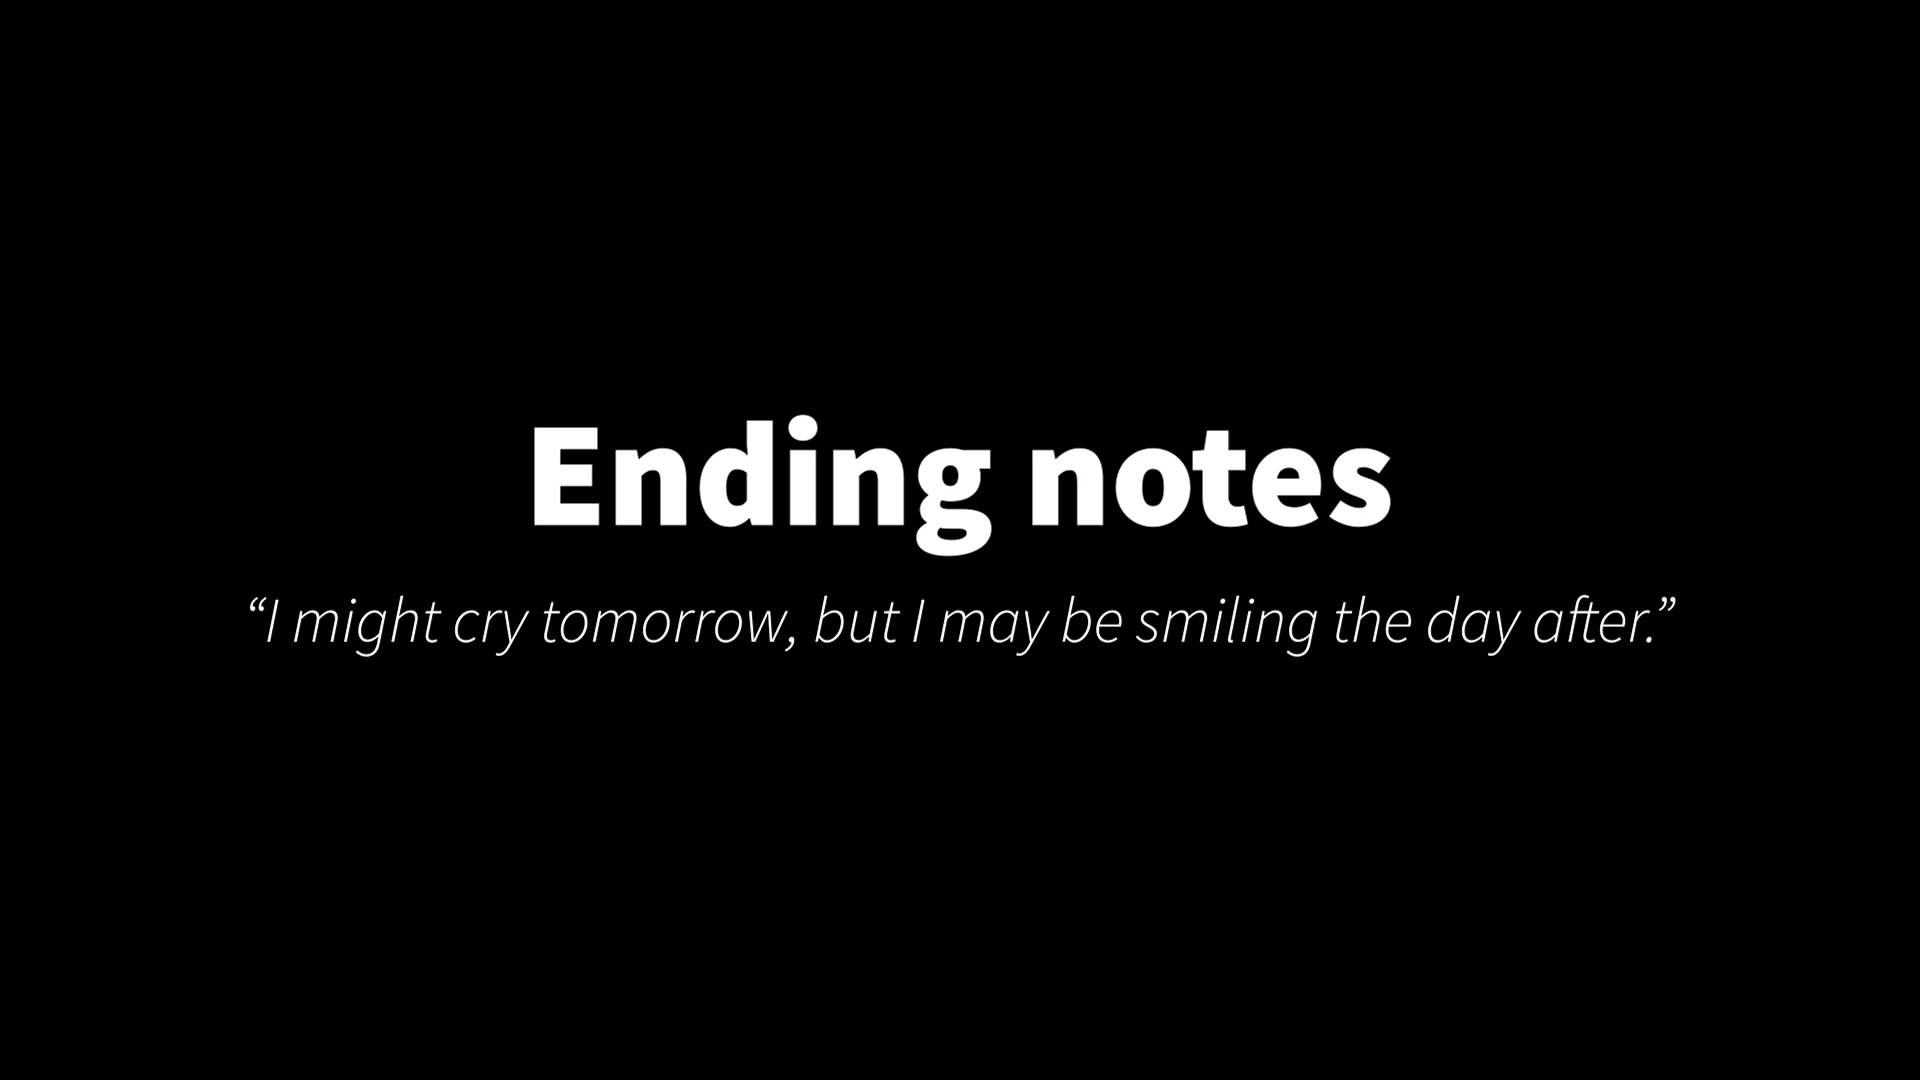 Ending notes
“I might cry tomorrow, but I may be smiling the day after.”